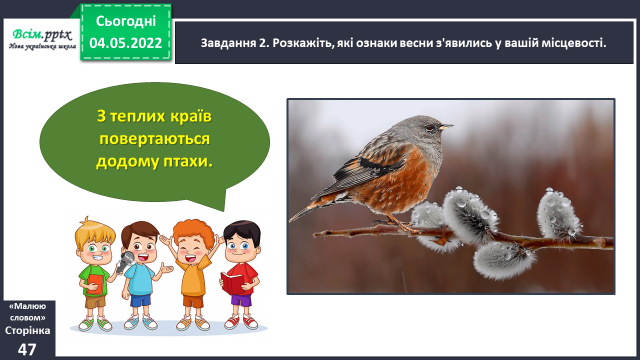 Всім.pptx
Нова українська школа
Сьогодні
04.05.2022
Завдання 2. Розкажіть, які ознаки весни з'явились у вашій місцевості.
З теплих країв
повертаються
додому птахи.
«Малюю
словом»
Сторінка
47